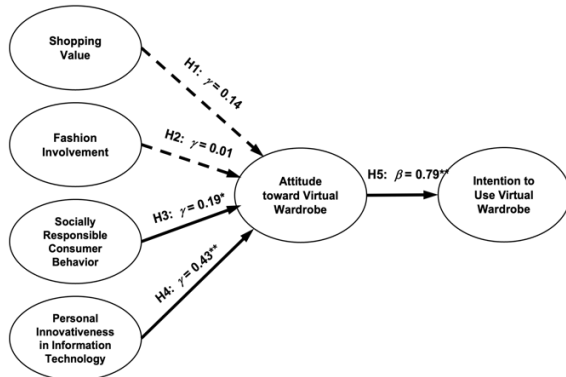 Shopping
Value
H1: γ = 0.14
Fashion
Involvement
H2: γ = 0.01
Attitude
toward Virtual
Wardrobe
H5: β = 0.79**
Intention to
Use Virtual
Wardrobe
Socially
Responsible
Consumer
Behavior
H3: γ = 0.19*
H4: γ = 0.43**
Personal
Innovativeness
in Information
Technology